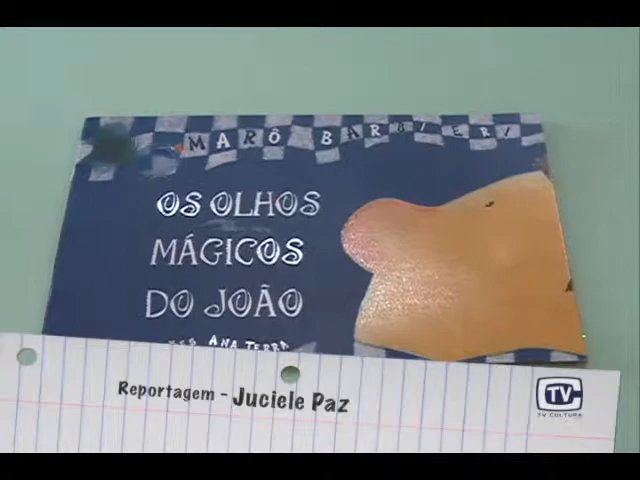 MARÔ BARBIERI
OS OLHOS
MÁGICOS
DO JOÃO
ANA TERRA
Reportagem - Juciele Paz
TV
TV CULTURA